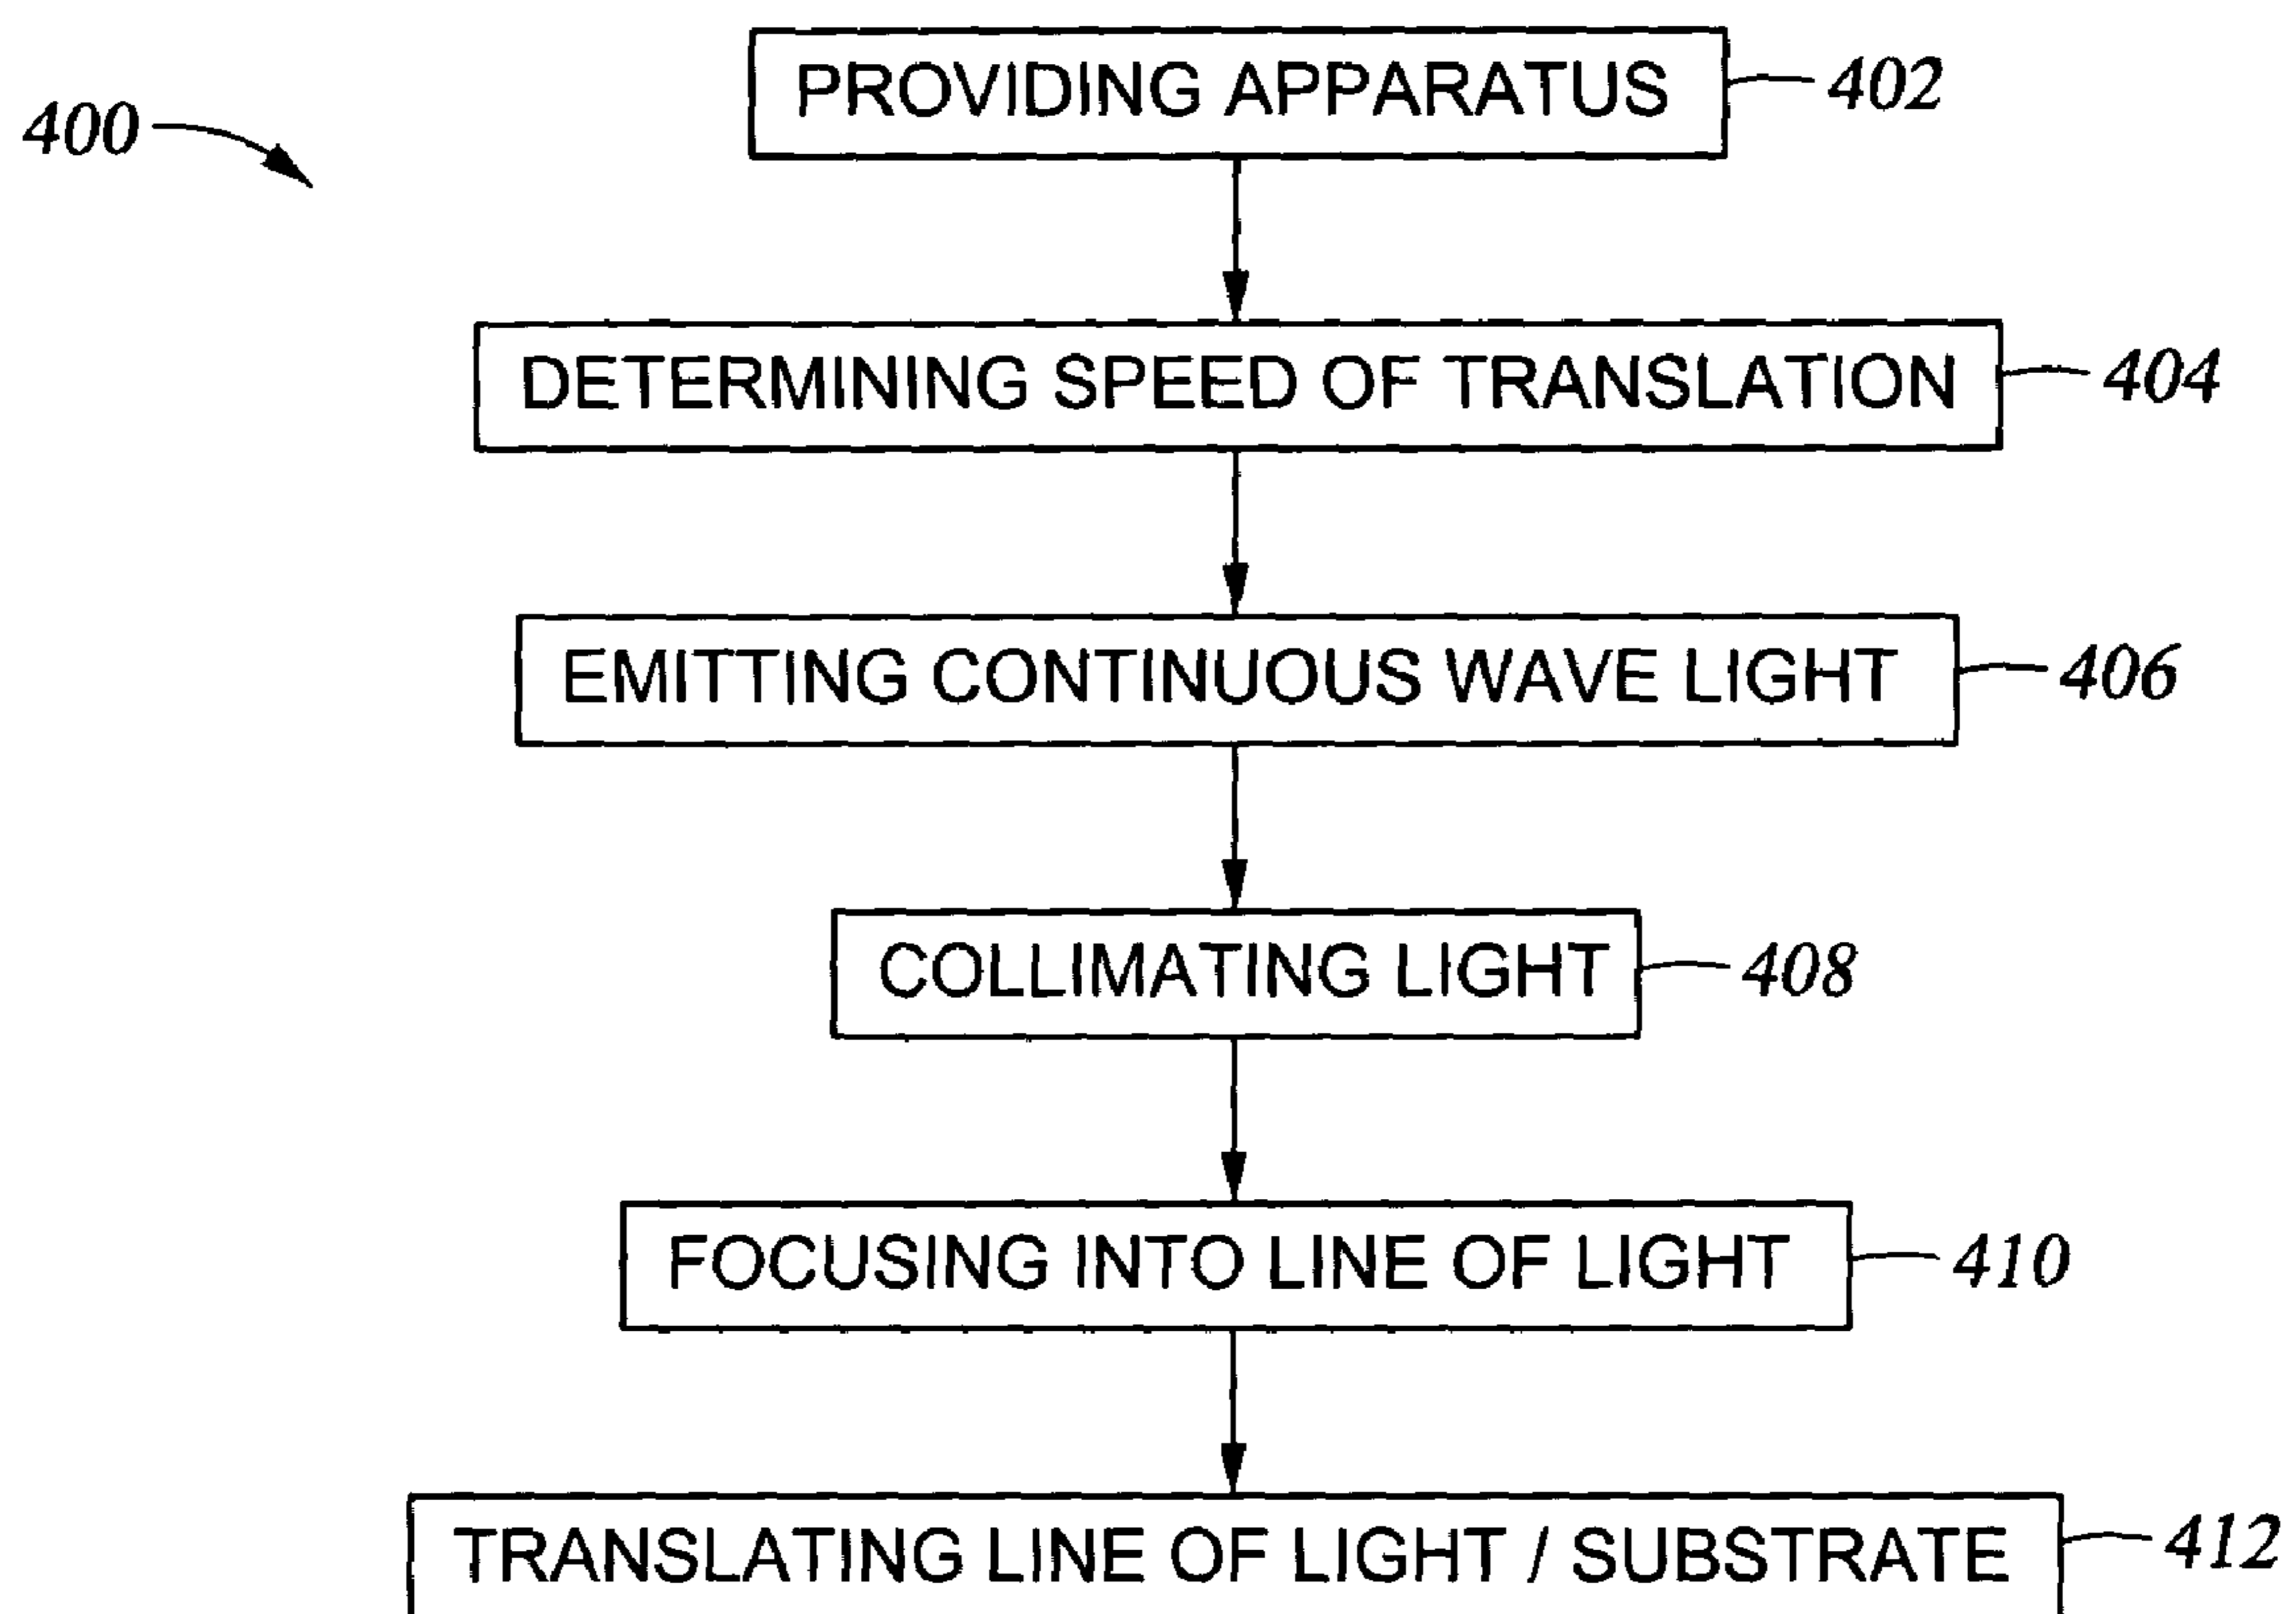 400
PROVIDING APPARATUS 402
DETERMINING SPEED OF TRANSLATION 404
EMITTING CONTINUOUS WAVE LIGHT 406
COLLIMATING LIGHT 408
FOCUSING INTO LINE OF LIGHT 410
TRANSLATING LINE OF LIGHT / SUBSTRATE 412